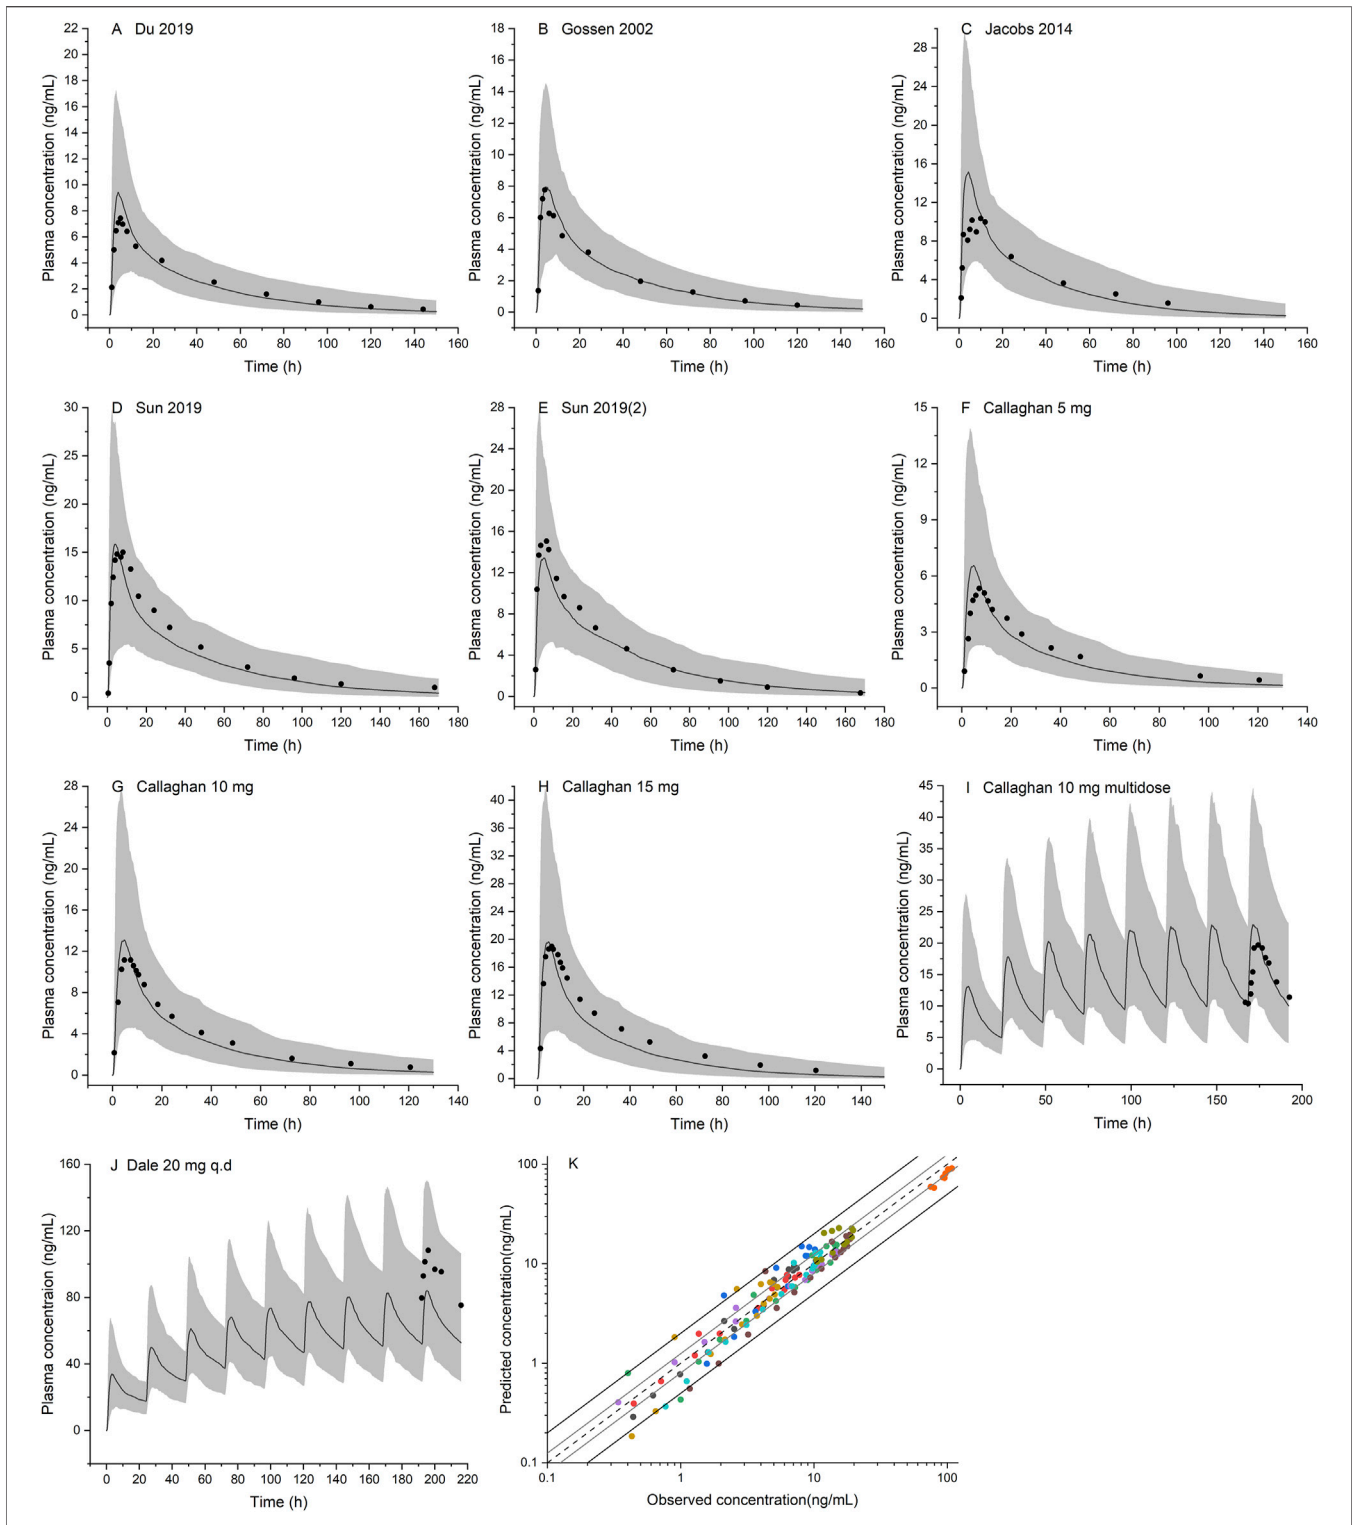 A Du 2019
22
20
18
16
14
12
10
8
6
4
2
0
Plasma concentration (ng/mL)
0 20 40 60 80 100 120 140 160
Time (h)
B Gossen 2002
18
16
14
12
10
8
6
4
2
0
Plasma concentration (ng/mL)
0 20 40 60 80 100 120 140 160 180
Time (h)
C Jacobs 2014
28
24
20
16
12
8
4
0
Plasma concentration (ng/mL)
0 20 40 60 80 100 120 140 160
Time (h)
D Sun 2019
30
25
20
15
10
5
0
Plasma concentration (ng/mL)
0 20 40 60 80 100 120 140 160 180
Time (h)
E Sun 2019(2)
28
24
20
16
12
8
4
0
Plasma concentration (ng/mL)
0 20 40 60 80 100 120 140 160 180
Time (h)
F Callaghan 5 mg
15
12
9
6
3
0
Plasma concentration (ng/mL)
0 20 40 60 80 100 120 140
Time (h)
G Callaghan 10 mg
28
24
20
16
12
8
4
0
Plasma concentration (ng/mL)
0 20 40 60 80 100 120 140
Time (h)
H Callaghan 15 mg
40
36
32
28
24
20
16
12
8
4
0
Plasma concentration (ng/mL)
0 20 40 60 80 100 120 140
Time (h)
I Callaghan 10 mg multidose
45
40
35
30
25
20
15
10
5
0
Plasma concentration (ng/mL)
0 50 100 150 200
Time (h)
J Dale 20 mg q.d
160
120
80
40
0
Plasma concentraion (ng/mL)
0 20 40 60 80 100 120 140 160 180 200 220
Time (h)
K
100
10
1
0.1
Predicted concentration(ng/mL)
0.1 1 10 100
Observed concentration(ng/mL)